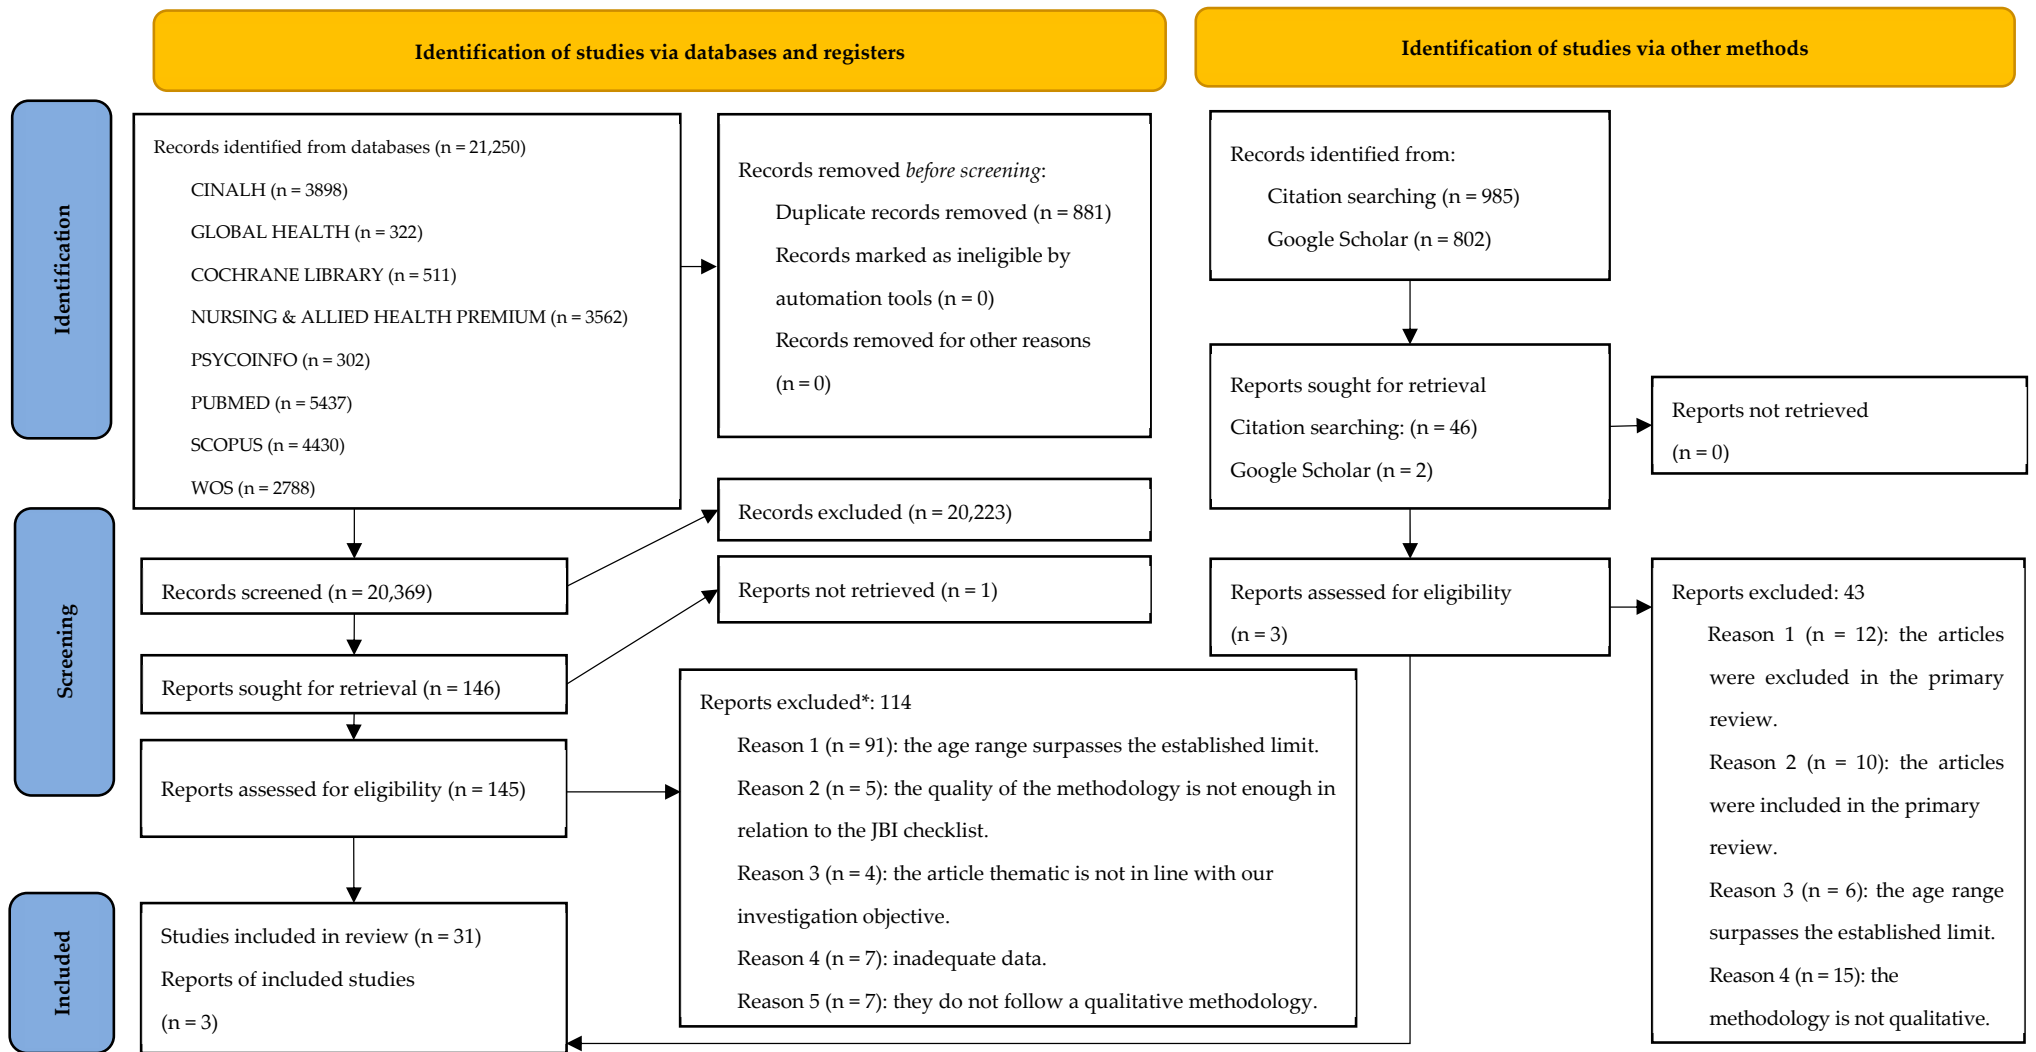 Identification of studies via databases and registers
Identification of studies via other methods
Identification
Records identified from databases (n = 21,250)
CINALH (n = 3898)
GLOBAL HEALTH (n = 322)
COCHRANE LIBRARY (n = 511)
NURSING & ALLIED HEALTH PREMIUM (n = 3562)
PSYCOINFO (n = 302)
PUBMED (n = 5437)
SCOPUS (n = 4430)
WOS (n = 2788)
Records removed before screening:
Duplicate records removed (n = 881)
Records marked as ineligible by
automation tools (n = 0)
Records removed for other reasons
(n = 0)
Records identified from:
Citation searching (n = 985)
Google Scholar (n = 802)
Reports sought for retrieval
Citation searching: (n = 46)
Google Scholar (n = 2)
Reports not retrieved
(n = 0)
Screening
Records screened (n = 20,369)
Records excluded (n = 20,223)
Reports sought for retrieval (n = 146)
Reports not retrieved (n = 1)
Reports assessed for eligibility (n = 145)
Reports excluded*: 114
Reason 1 (n = 91): the age range surpasses the established limit.
Reason 2 (n = 5): the quality of the methodology is not enough in
relation to the JBI checklist.
Reason 3 (n = 4): the article thematic is not in line with our
investigation objective.
Reason 4 (n = 7): inadequate data.
Reason 5 (n = 7): they do not follow a qualitative methodology.
Reports assessed for eligibility
(n = 3)
Reports excluded: 43
Reason 1 (n = 12): the articles
were excluded in the primary
review.
Reason 2 (n = 10): the articles
were included in the primary
review.
Reason 3 (n = 6): the age range
surpasses the established limit.
Reason 4 (n = 15): the
methodology is not qualitative.
Included
Studies included in review (n = 31)
Reports of included studies
(n = 3)